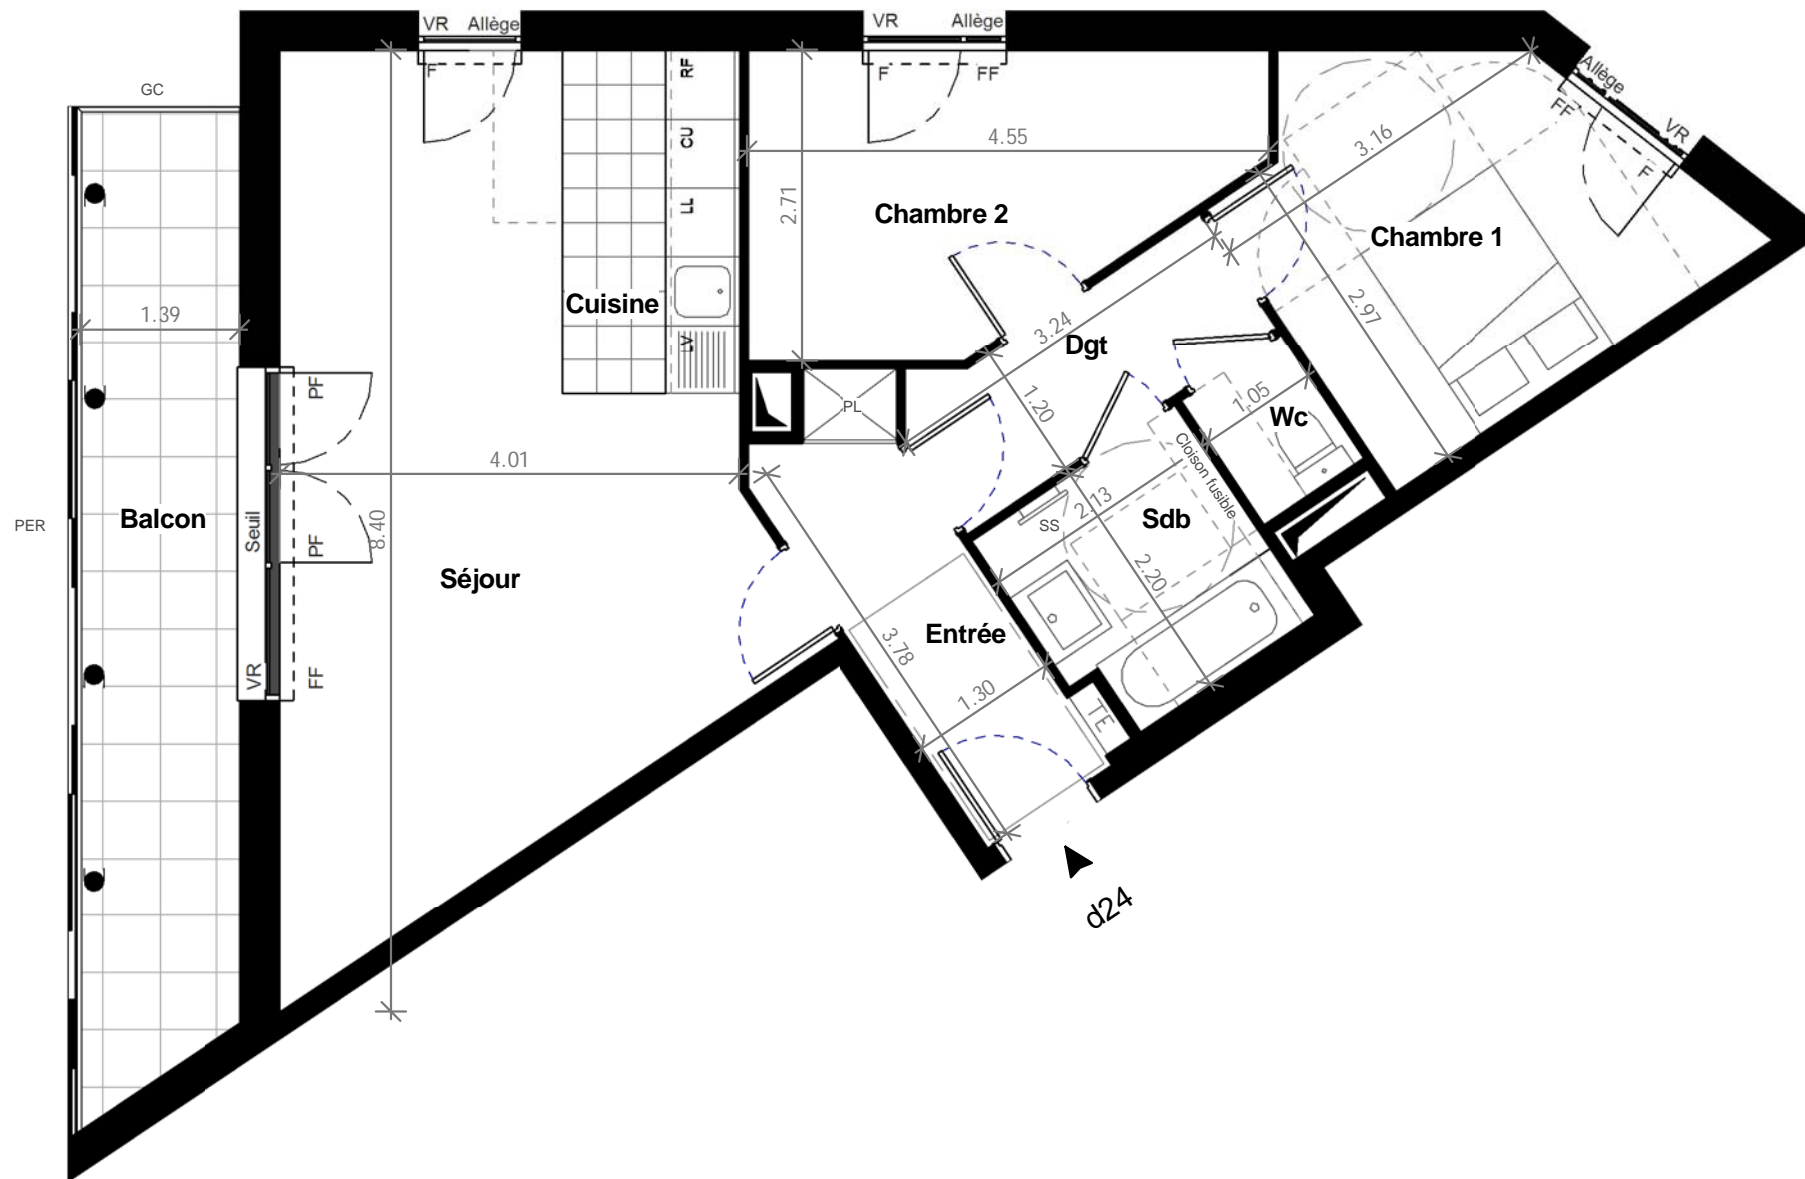 VR Allège
F
VR Allège
F FF
Allège
VR
FF
F
GC
RF
CU
LL
LV
4.55
3.16
2.71
Chambre 2
Chambre 1
Cuisine
1.39
2.97
3.24
Dgt
PF
PL
1.20
1.05
Wc
4.01
Cloison fusible
PER
Balcon
Seuil
PF
8.40
SS
2.13
Sdb
Séjour
2.20
Entrée
3.78
VR
FF
1.30
TE
d24